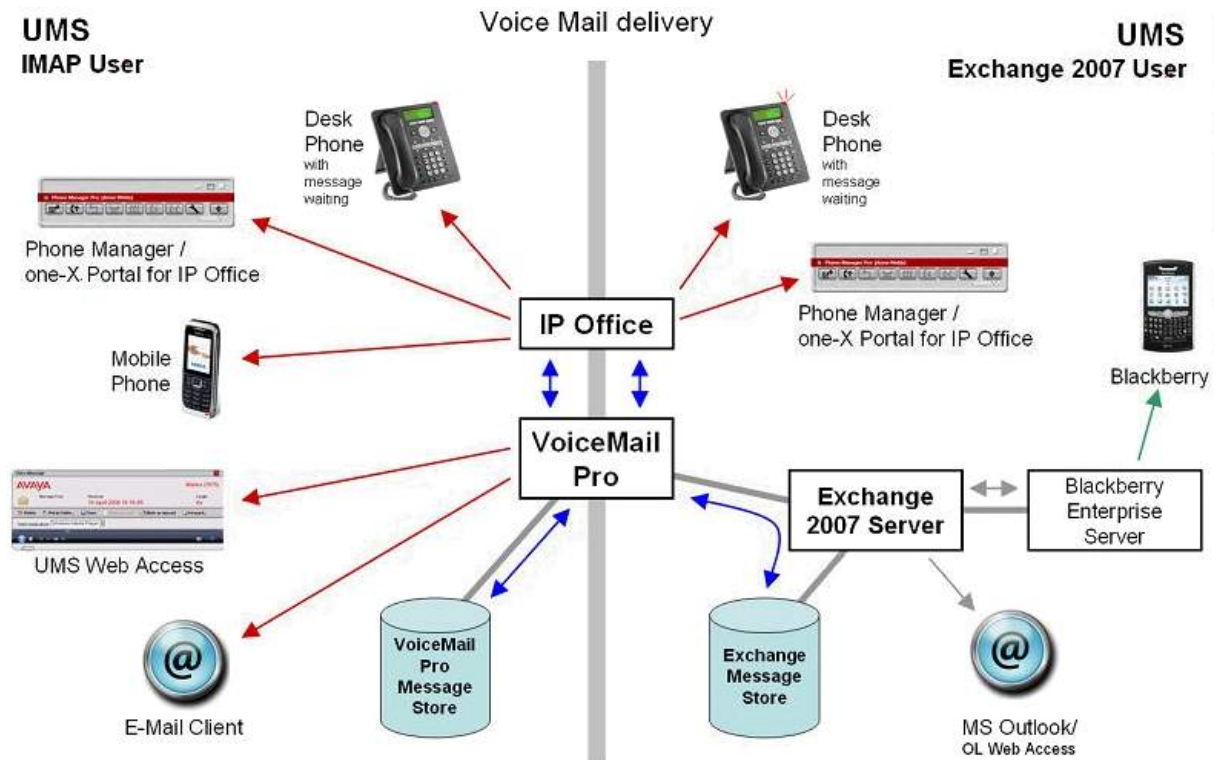 Voice Mail delivery
UMS
IMAP User
UMS
Exchange 2007 User
Desk
Phone
with
message
waiting
Desk
Phone
with
message
waiting
Phone Manager /
one-X Portal for IP Office
Phone Manager /
one-X Portal for IP Office
IP Office
Mobile
Phone
Blackberry
VoiceMail
Pro
AVAYA
UMS Web Access
Exchange
2007 Server
Blackberry
Enterprise
Server
VoiceMail
Pro
Message
Store
Exchange
Message
Store
@
E-Mail Client
@
MS Outlook/
OL Web Access